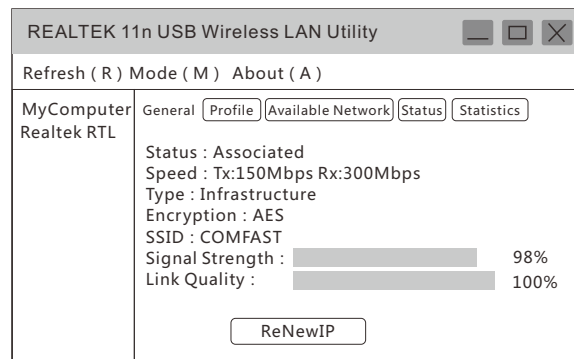 REALTEK 11n USB Wireless LAN Utility
Refresh ( R ) Mode ( M ) About ( A )
MyComputer
Realtek RTL
General Profile Available Network Status Statistics
Status : Associated
Speed : Tx:150Mbps Rx:300Mbps
Type : Infrastructure
Encryption : AES
SSID : COMFAST
Signal Strength : 98%
Link Quality : 100%
ReNewIP